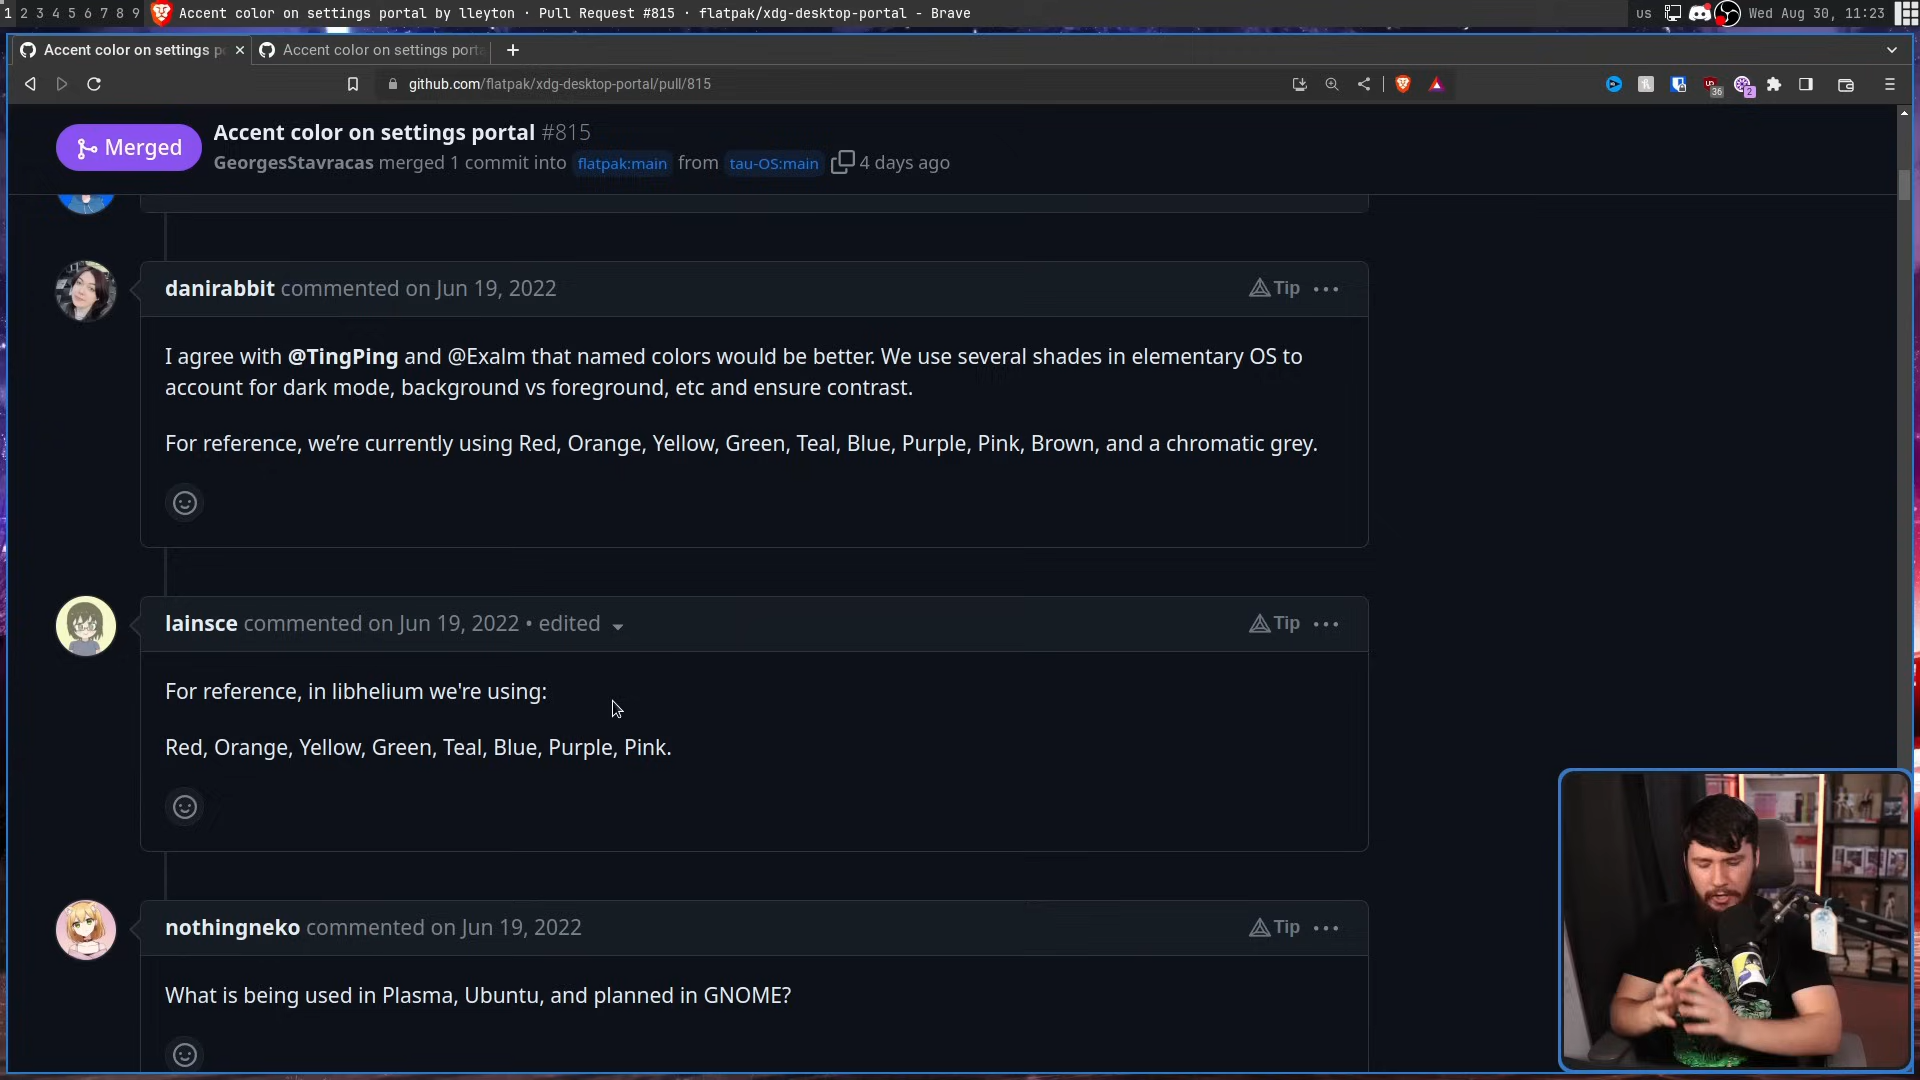 1 2 3 4 5 6 7 8 9 Accent color on settings portal by lleyton · Pull Request #815 · flatpak/xdg-desktop-portal - Brave us Wed Aug 30, 11:23
Accent color on settings p Accent color on settings porta
github.com/flatpak/xdg-desktop-portal/pull/815 36 2
Merged
Accent color on settings portal #815
GeorgesStavracas merged 1 commit into flatpak:main from tau-OS:main 4 days ago
danirabbit commented on Jun 19, 2022 Tip
I agree with @TingPing and @Exalm that named colors would be better. We use several shades in elementary OS to
account for dark mode, background vs foreground, etc and ensure contrast.
For reference, we're currently using Red, Orange, Yellow, Green, Teal, Blue, Purple, Pink, Brown, and a chromatic grey.
lainsce commented on Jun 19, 2022 • edited Tip
For reference, in libhelium we're using:
Red, Orange, Yellow, Green, Teal, Blue, Purple, Pink.
nothingneko commented on Jun 19, 2022 Tip
What is being used in Plasma, Ubuntu, and planned in GNOME?